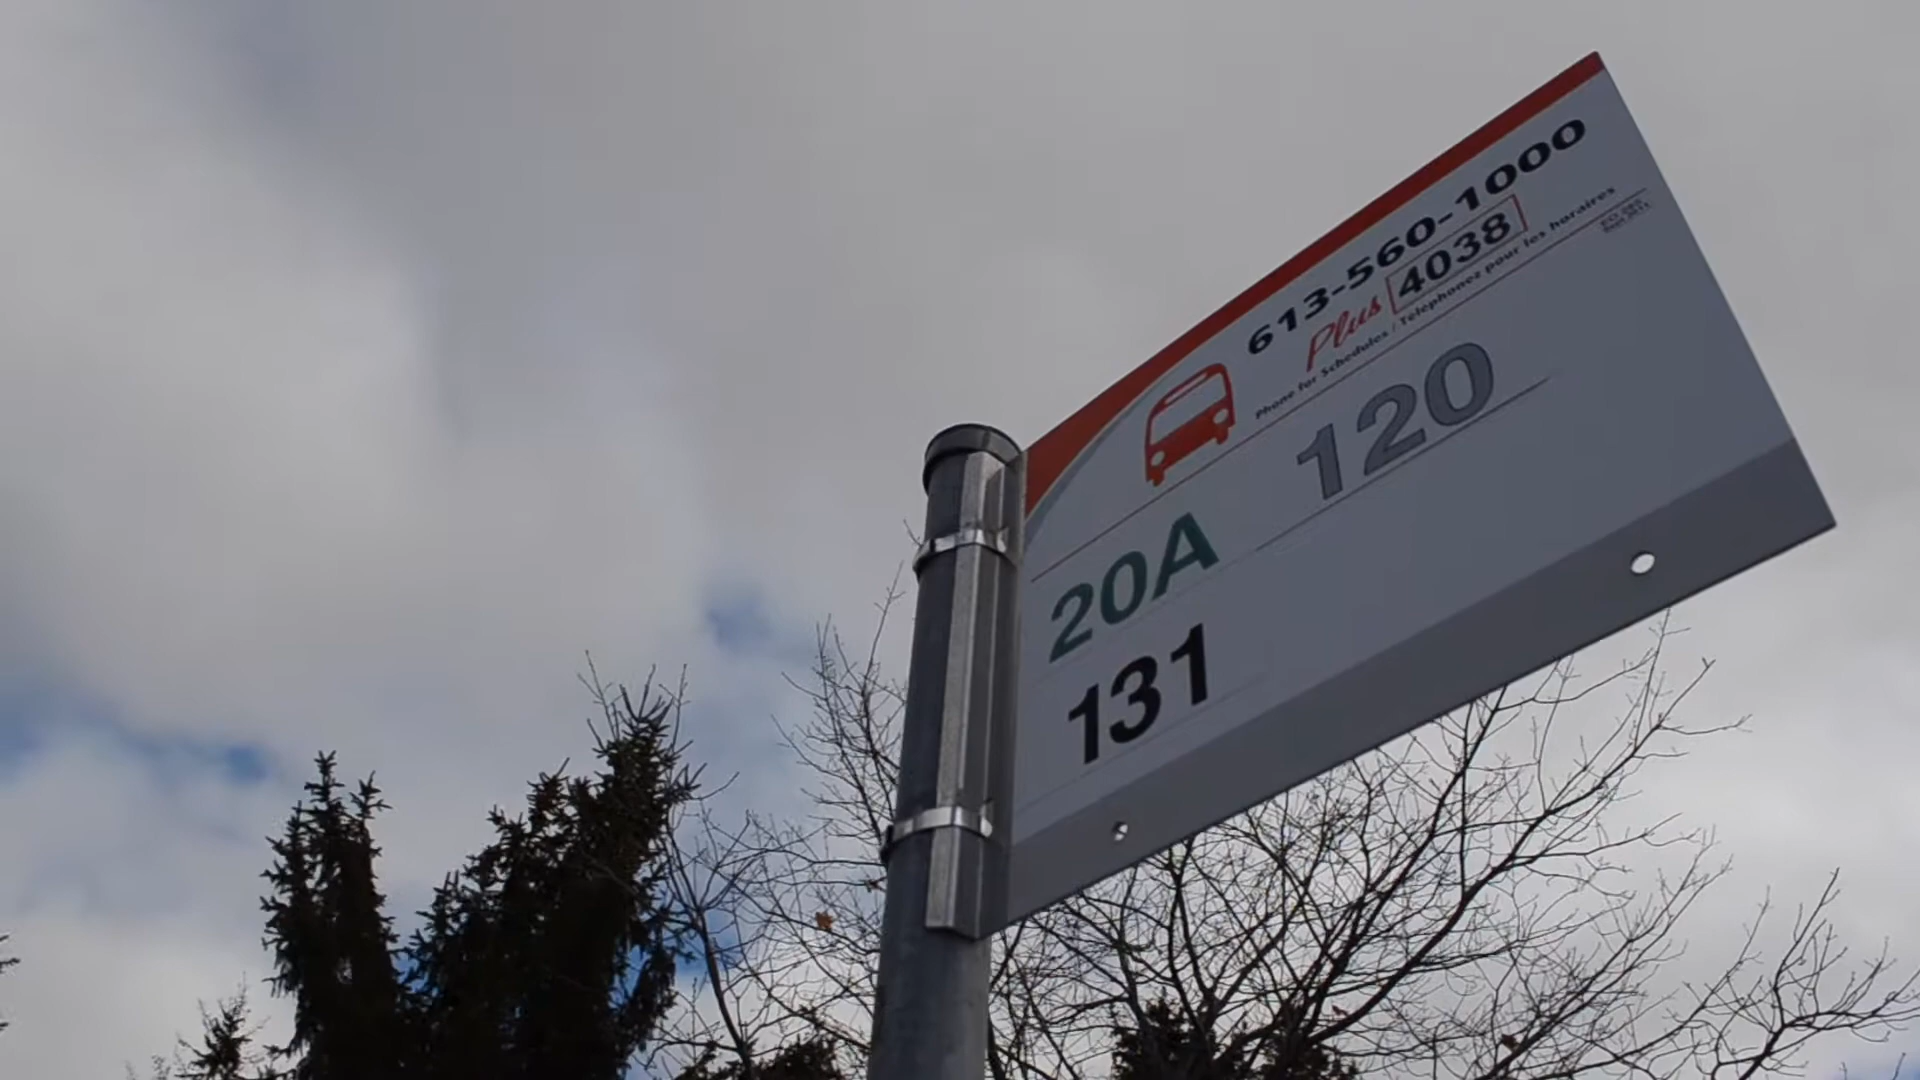 613-560-1000
Plus 4038
Phone for Schedules / Téléphonez pour les horaires
20A 120
131